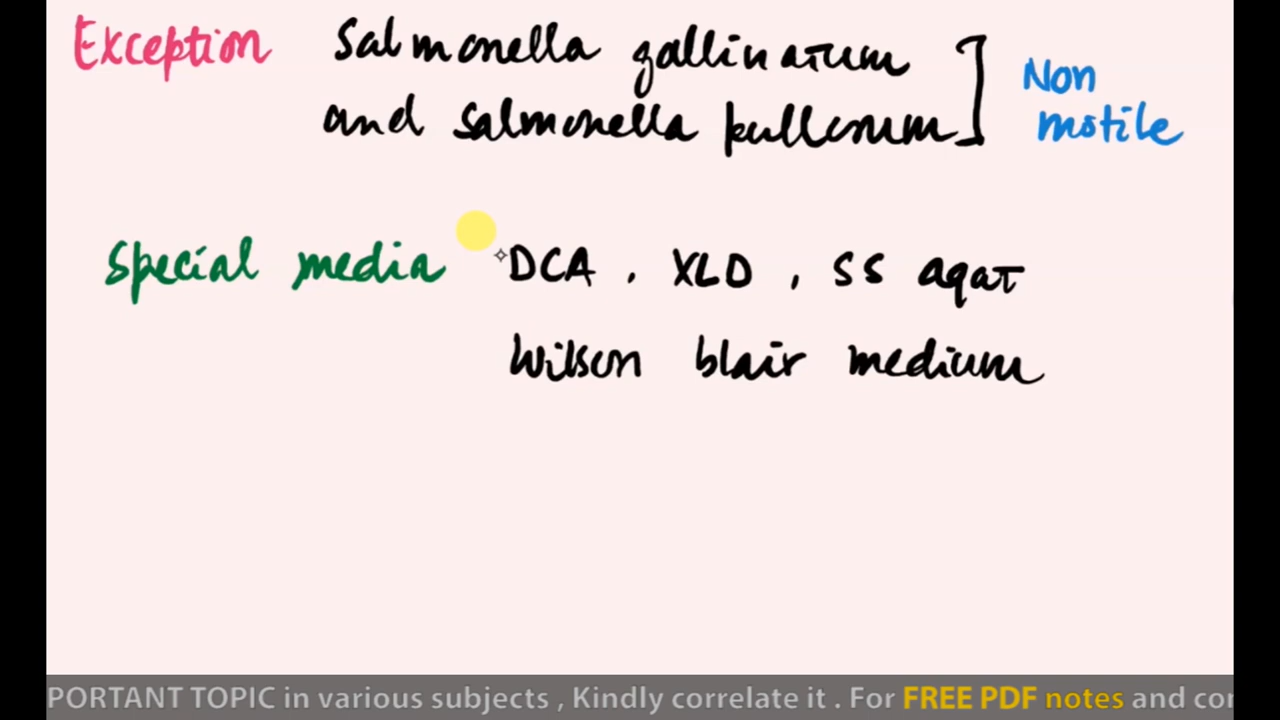 Exception Salmonella gallinarum
and salmonella pullorum ] Non motile
Special media DCA , XLD , SS agar
Wilson blair medium
PORTANT TOPIC in various subjects , Kindly correlate it . For FREE PDF notes and con